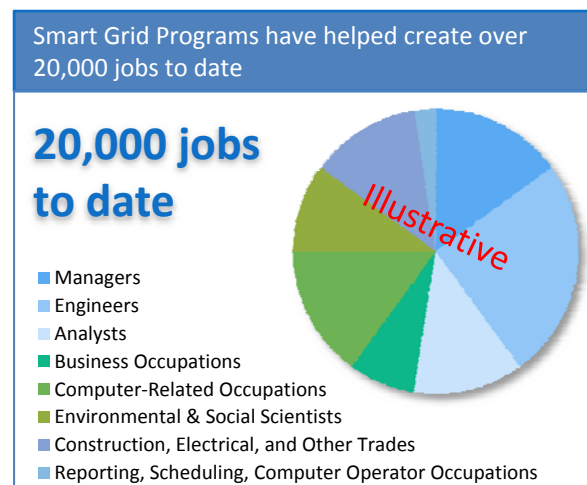 Smart Grid Programs have helped create over
20,000 jobs to date
20,000 jobs
to date
Illustrative
Managers
Engineers
Analysts
Business Occupations
Computer-Related Occupations
Environmental & Social Scientists
Construction, Electrical, and Other Trades
Reporting, Scheduling, Computer Operator Occupations